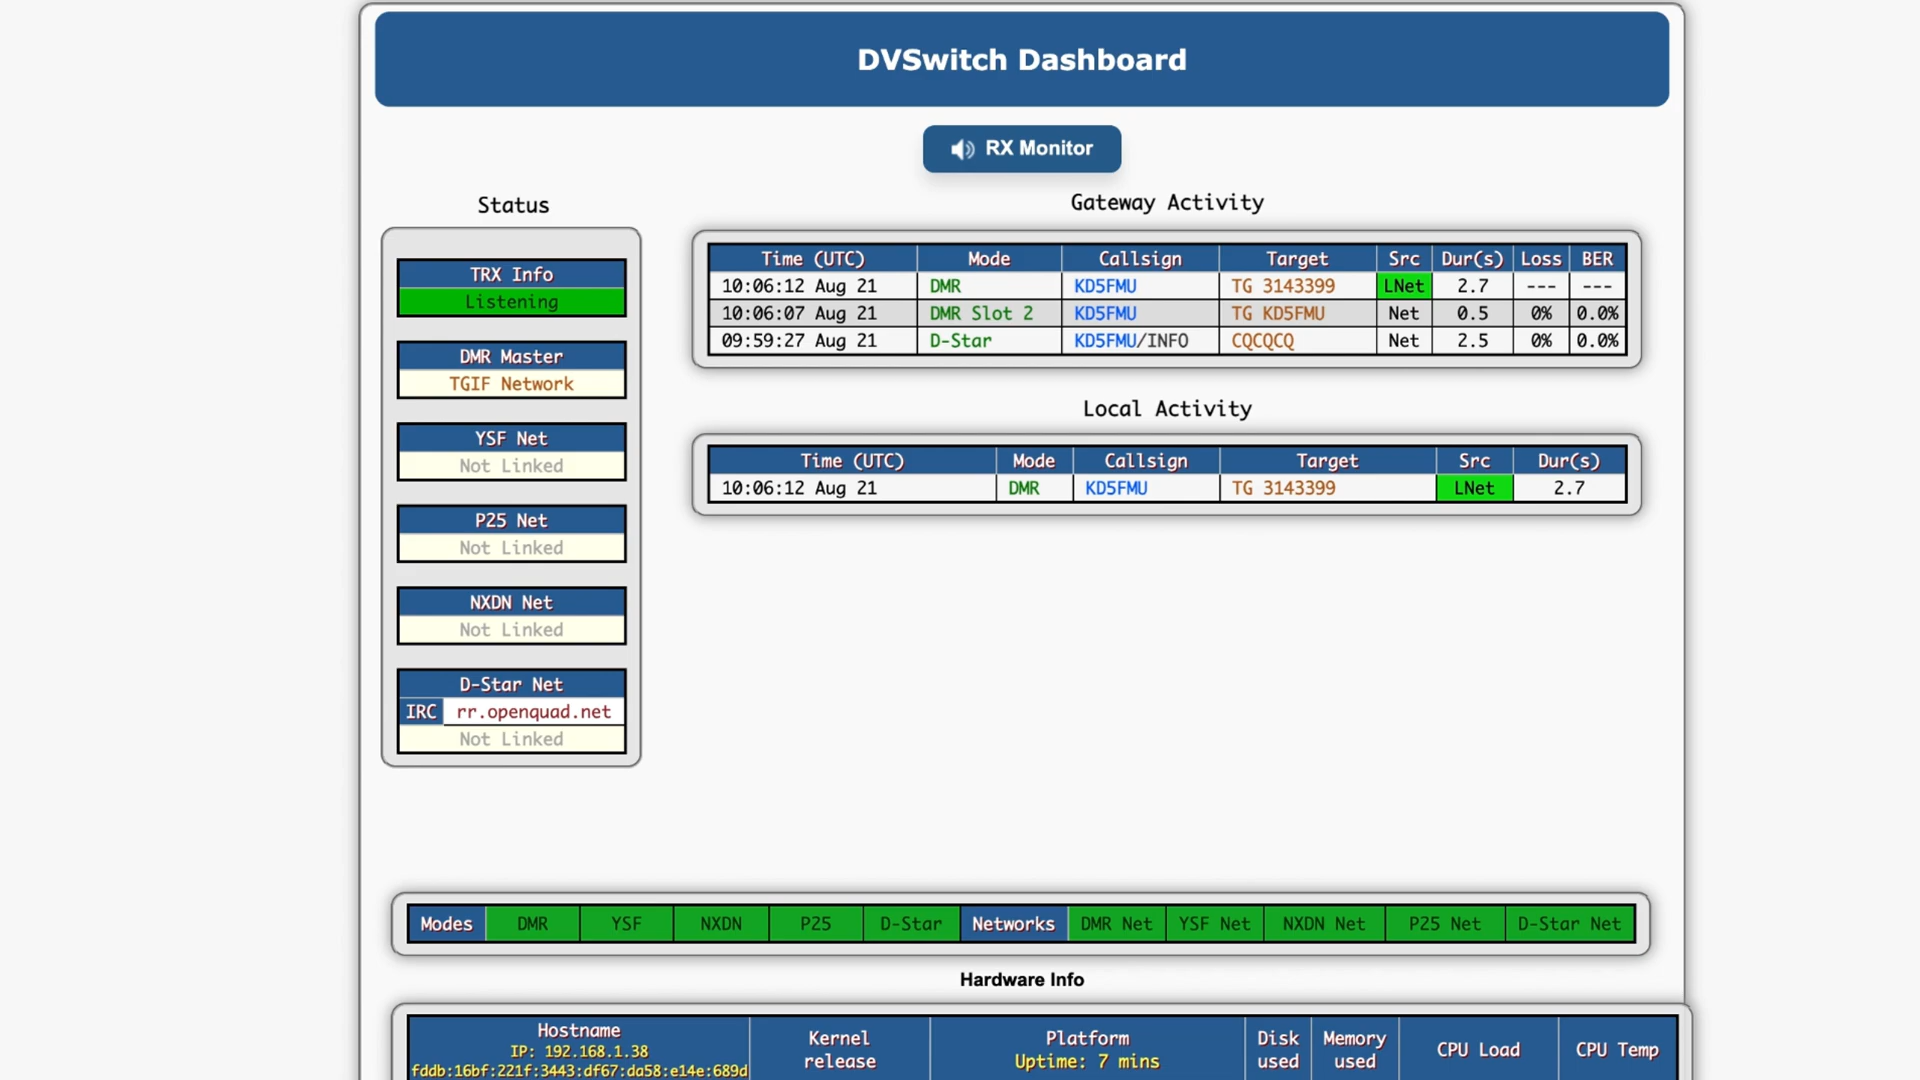 DVSwitch Dashboard
RX Monitor
Status
TRX Info
Listening
DMR Master
TGIF Network
YSF Net
Not Linked
P25 Net
Not Linked
NXDN Net
Not Linked
D-Star Net
IRC rr.openquad.net
Not Linked
Gateway Activity
Time (UTC) Mode Callsign Target Src Dur(s) Loss BER
10:06:12 Aug 21 DMR KD5FMU TG 3143399 LNet 2.7 --- ---
10:06:07 Aug 21 DMR Slot 2 KD5FMU TG KD5FMU Net 0.5 0% 0.0%
09:59:27 Aug 21 D-Star KD5FMU/INFO CQCQCQ Net 2.5 0% 0.0%
Local Activity
Time (UTC) Mode Callsign Target Src Dur(s)
10:06:12 Aug 21 DMR KD5FMU TG 3143399 LNet 2.7
Modes DMR YSF NXDN P25 D-Star Networks DMR Net YSF Net NXDN Net P25 Net D-Star Net
Hardware Info
Hostname
IP: 192.168.1.38
fddb:16bf:221f:3443:df67:da58:e14e:689d
Kernel
release
Platform
Uptime: 7 mins
Disk
used
Memory
used
CPU Load
CPU Temp